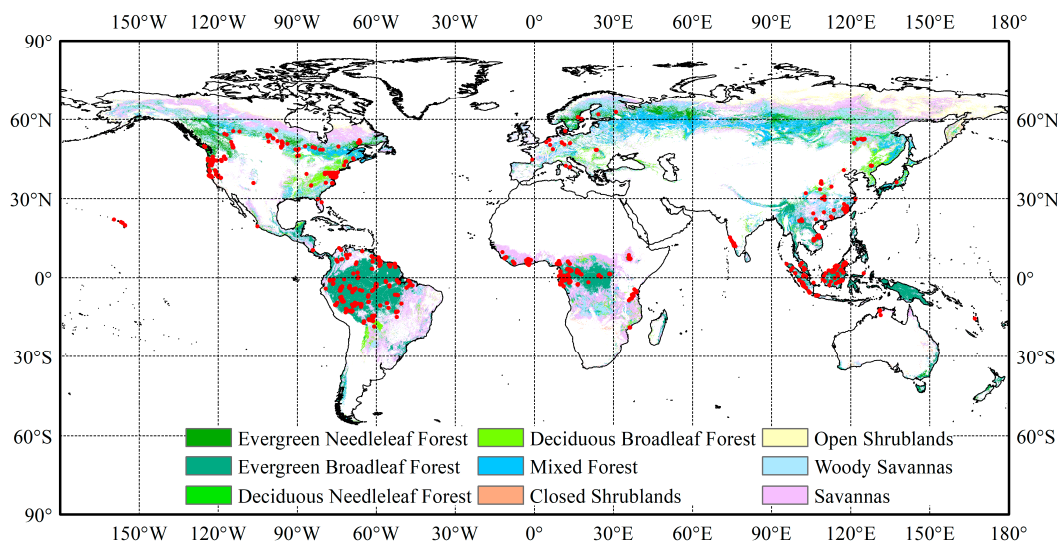 150°W 120°W 90°W 60°W 30°W 0° 30°E 60°E 90°E 120°E 150°E 180°
90° 90°
60°N 60°N
30°N 30°N
0° 0°
30°S 30°S
60°S 60°S
Evergreen Needleleaf Forest Deciduous Broadleaf Forest Open Shrublands
Evergreen Broadleaf Forest Mixed Forest Woody Savannas
Deciduous Needleleaf Forest Closed Shrublands Savannas
90° 90°
150°W 120°W 90°W 60°W 30°W 0° 30°E 60°E 90°E 120°E 150°E 180°